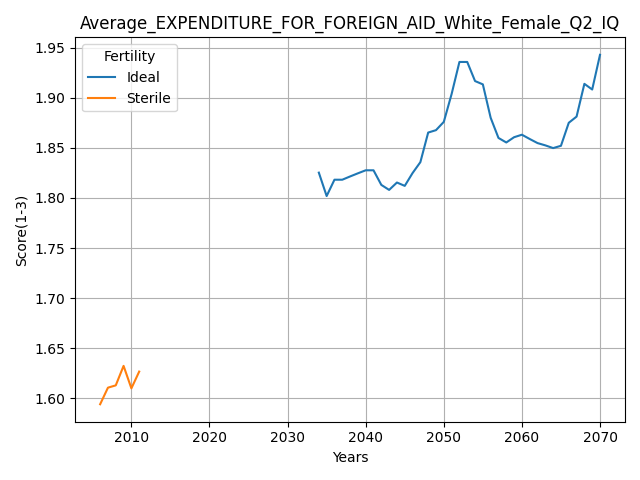 Average_EXPENDITURE_FOR_FOREIGN_AID_White_Female_Q2_IQ
Fertility
Ideal
Sterile
Score(1-3)
1.95
1.90
1.85
1.80
1.75
1.70
1.65
1.60
2010 2020 2030 2040 2050 2060 2070
Years